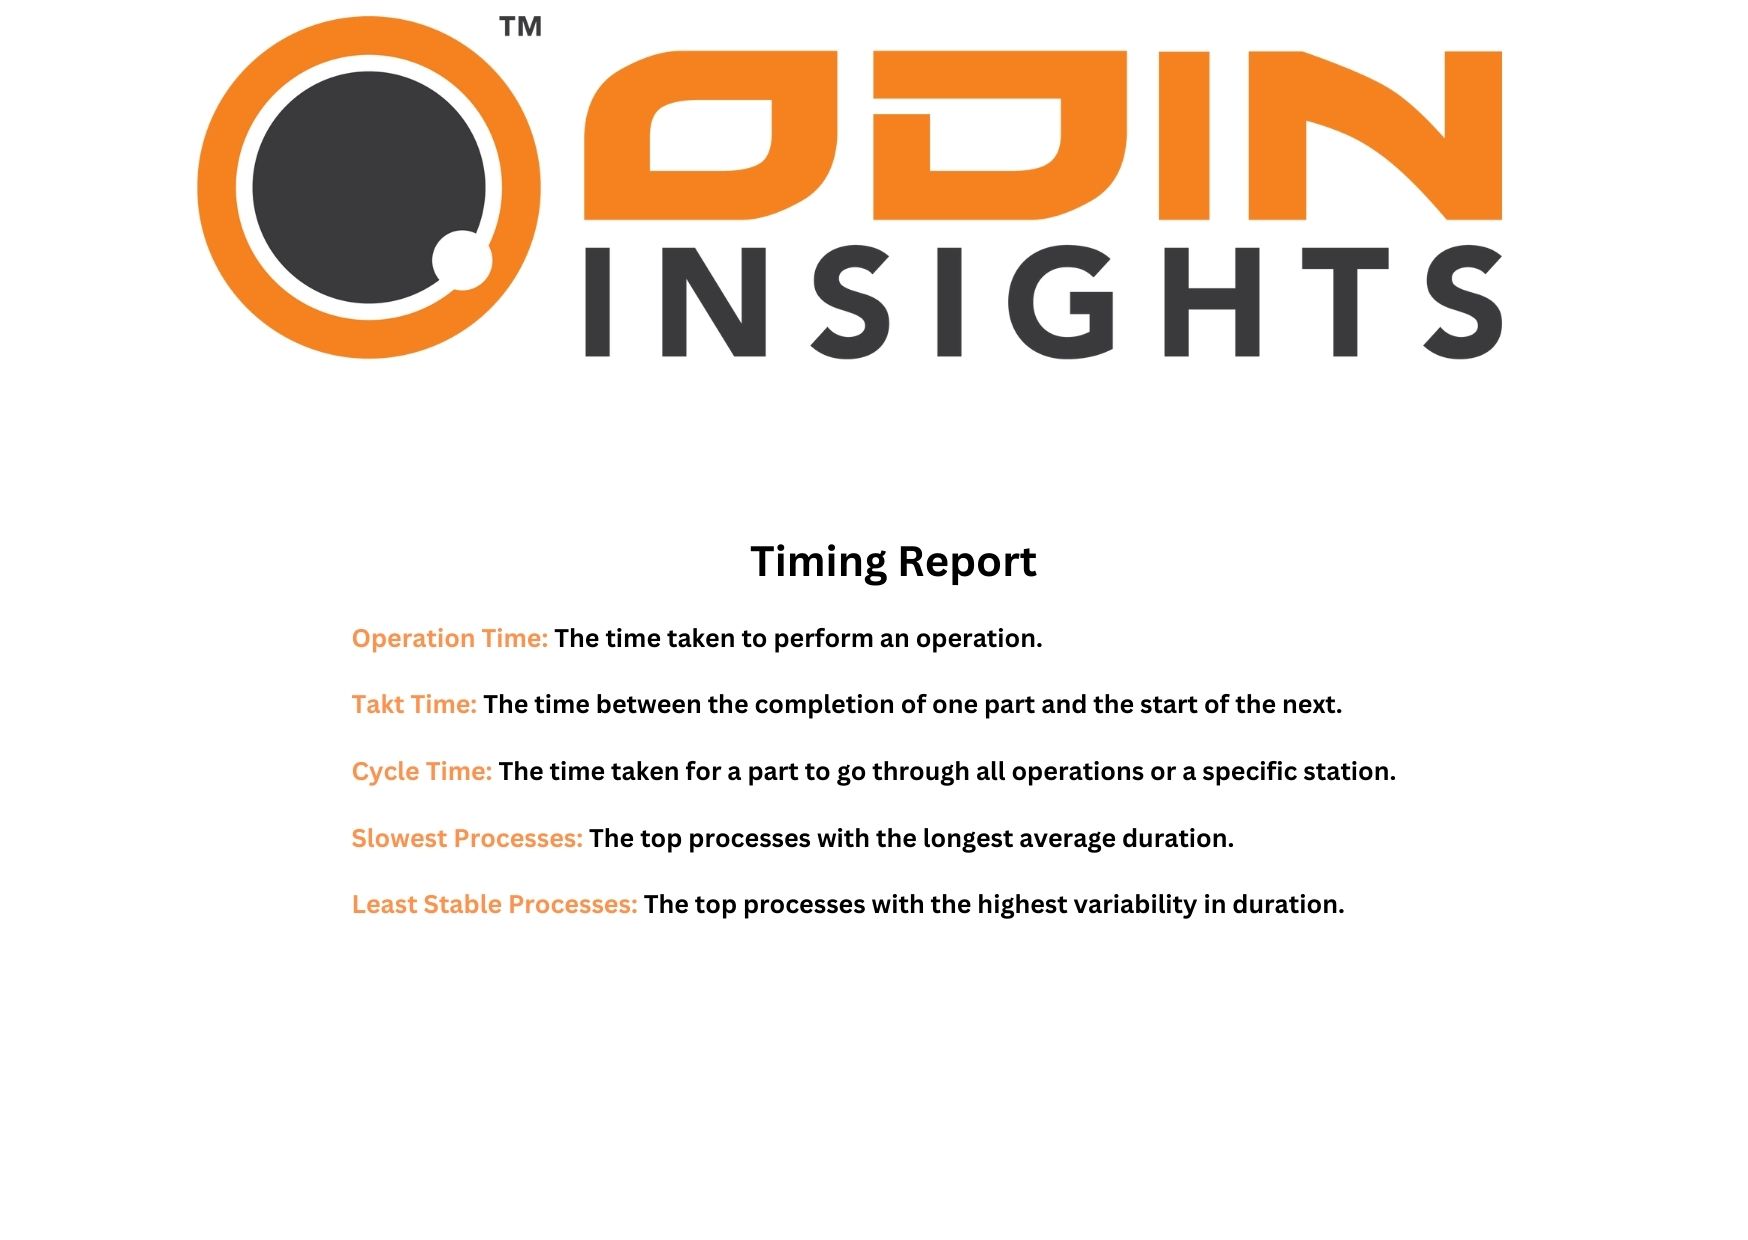 TM
ODIN
INSIGHTS
Timing Report
Operation Time: The time taken to perform an operation.
Takt Time: The time between the completion of one part and the start of the next.
Cycle Time: The time taken for a part to go through all operations or a specific station.
Slowest Processes: The top processes with the longest average duration.
Least Stable Processes: The top processes with the highest variability in duration.